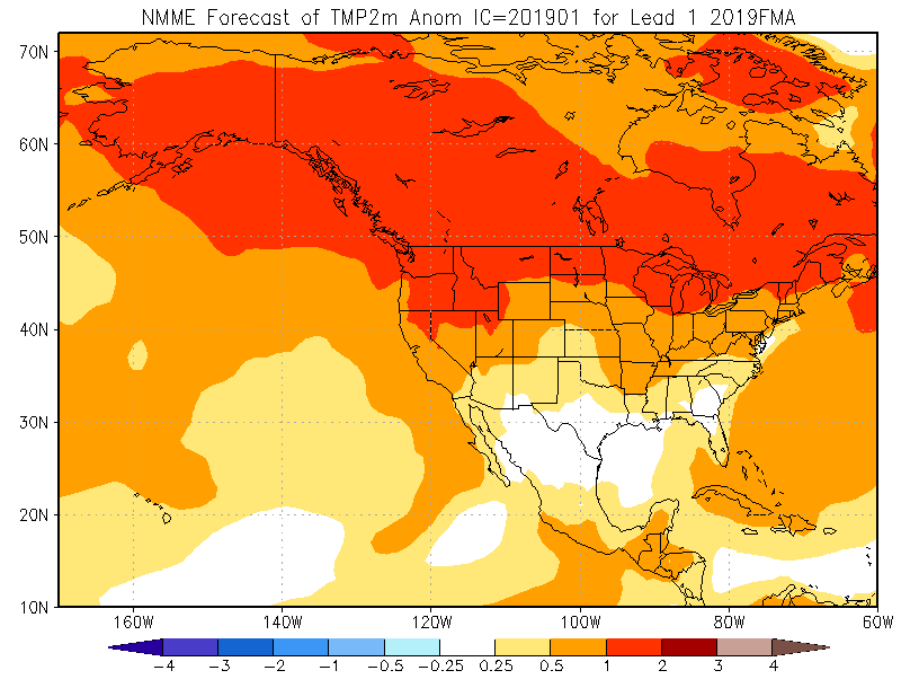 NMME Forecast of TMP2m Anom IC=201901 for Lead 1 2019FMA
70N
60N
50N
40N
30N
20N
10N
160W 140W 120W 100W 80W 60W
-4 -3 -2 -1 -0.5 -0.25 0.25 0.5 1 2 3 4